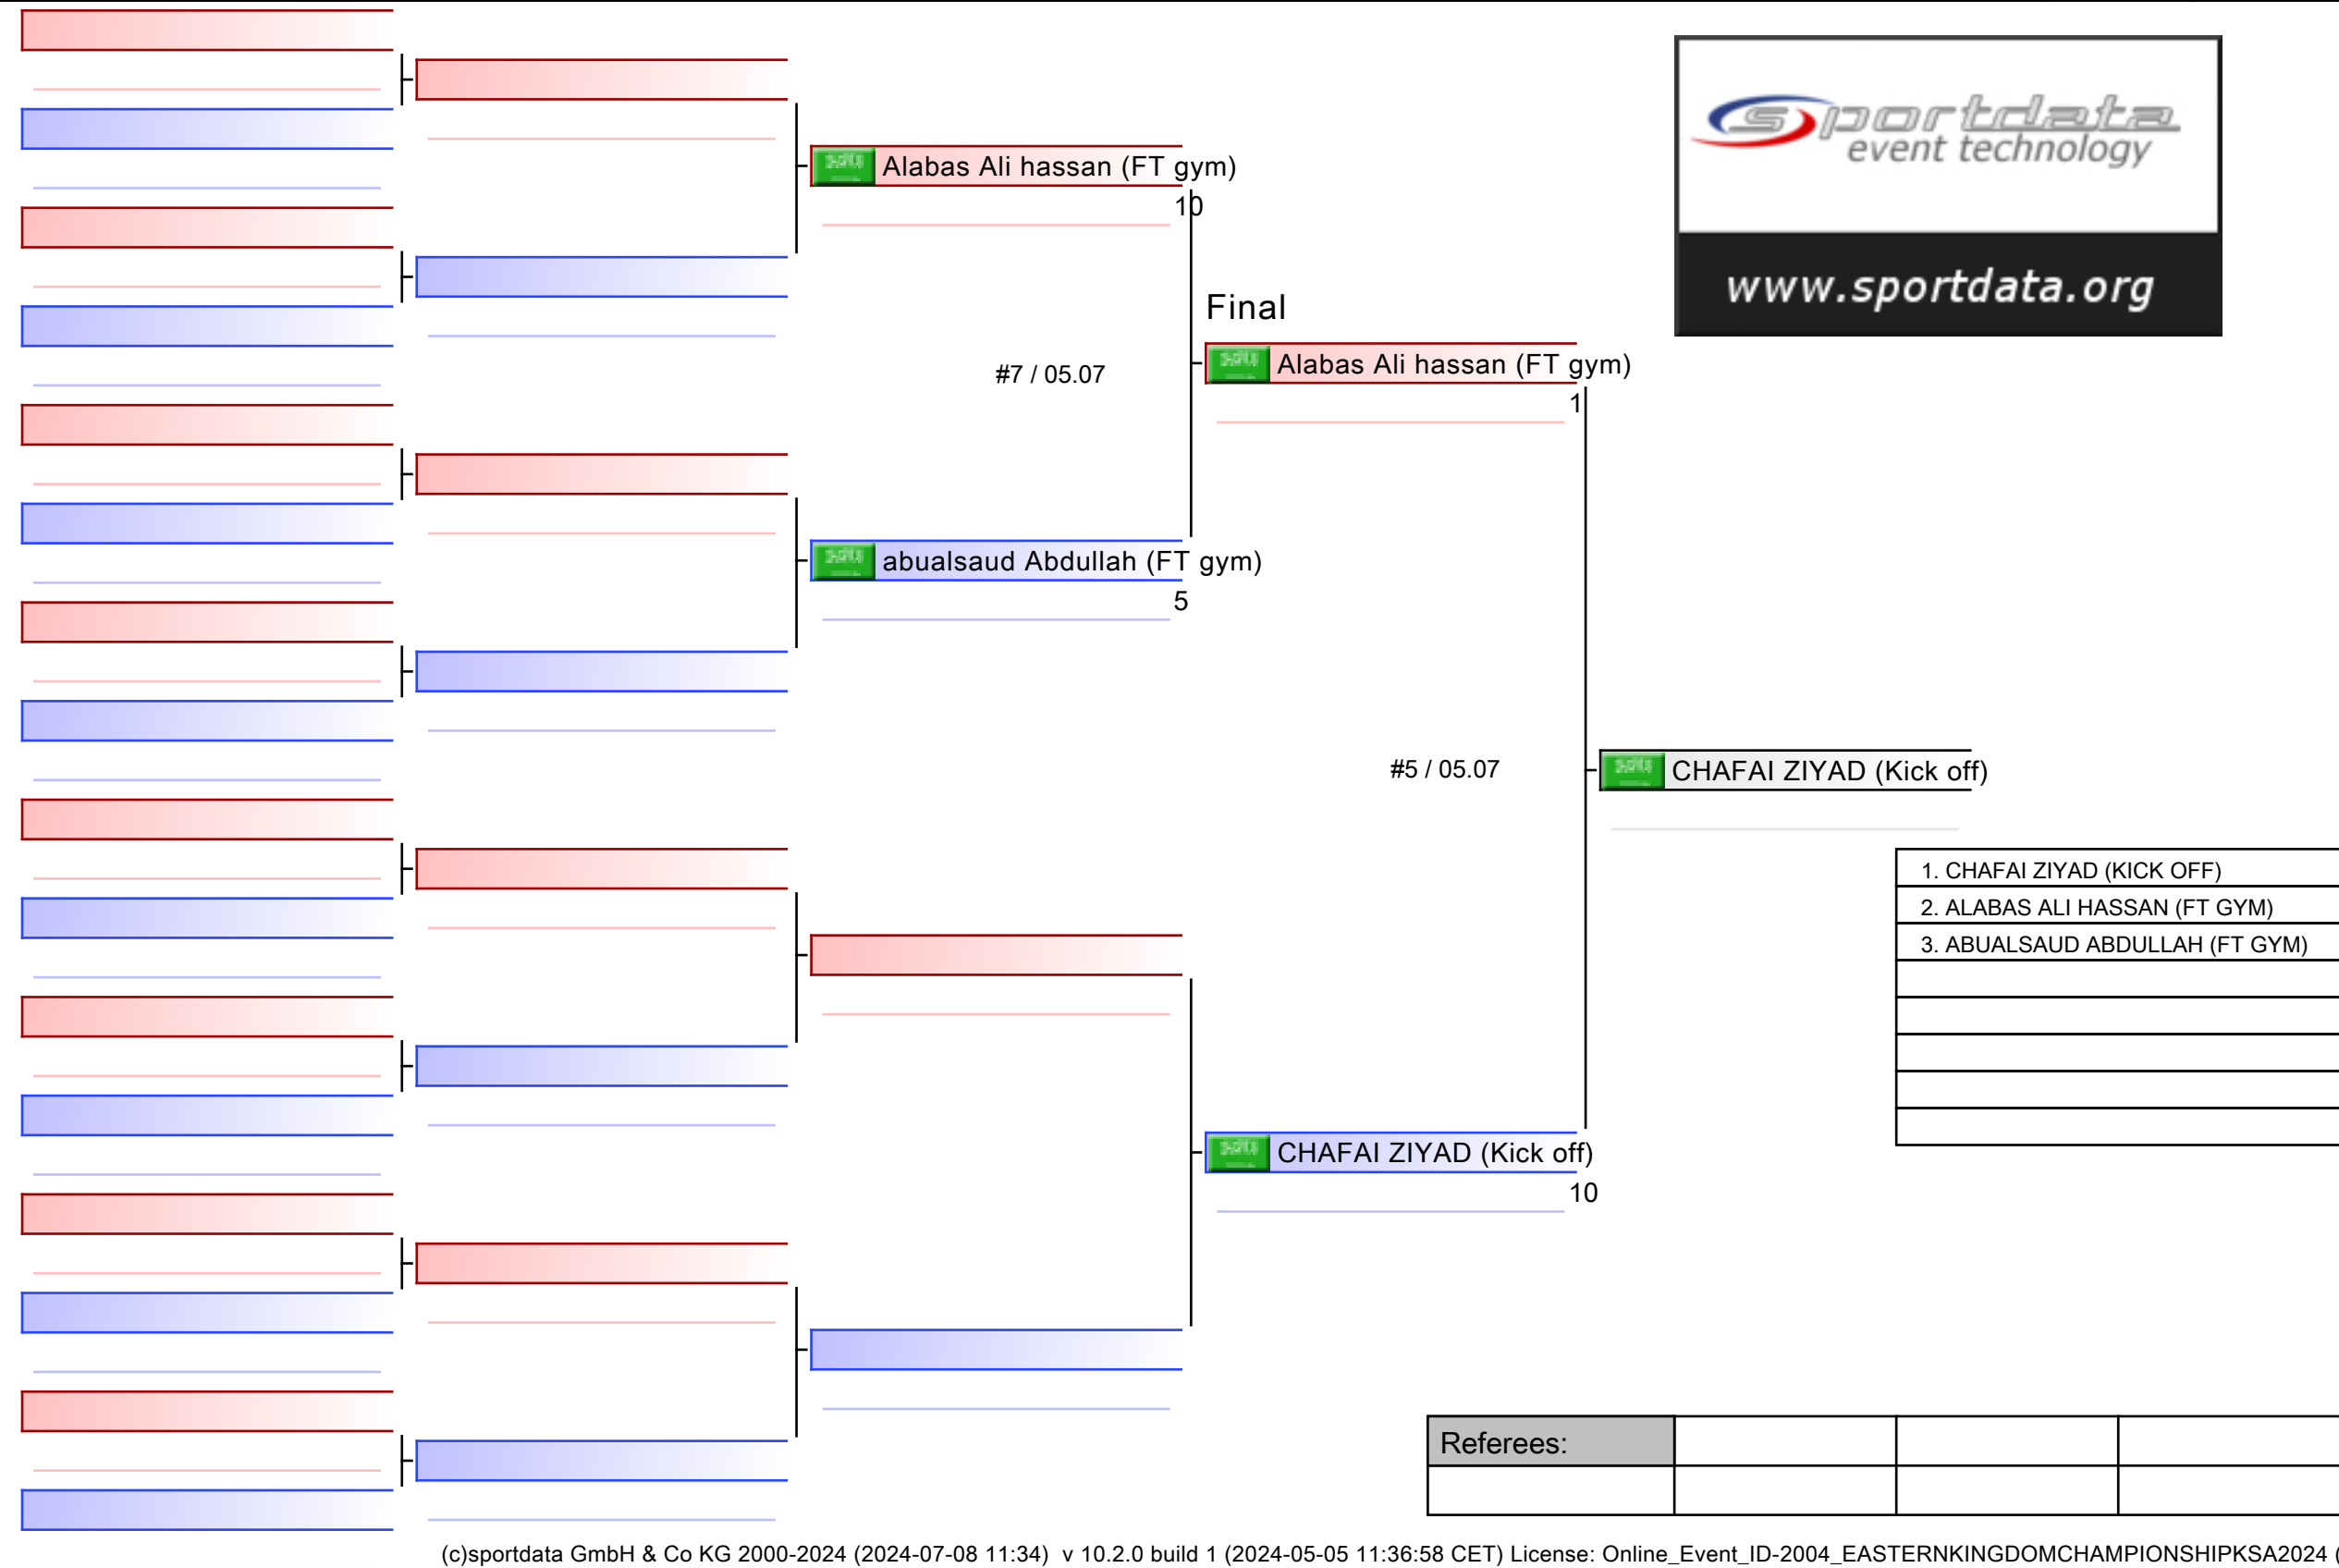 sportdata
event technology
www.sportdata.org
Alabas Ali hassan (FT gym)
10
Final
#7 / 05.07
Alabas Ali hassan (FT gym)
1
abualsaud Abdullah (FT gym)
5
#5 / 05.07
CHAFAI ZIYAD (Kick off)
1. CHAFAI ZIYAD (KICK OFF)
2. ALABAS ALI HASSAN (FT GYM)
3. ABUALSAUD ABDULLAH (FT GYM)
CHAFAI ZIYAD (Kick off)
10
Referees:
(c)sportdata GmbH & Co KG 2000-2024 (2024-07-08 11:34) v 10.2.0 build 1 (2024-05-05 11:36:58 CET) License: Online_Event_ID-2004_EASTERNKINGDOMCHAMPIONSHIPKSA2024 (